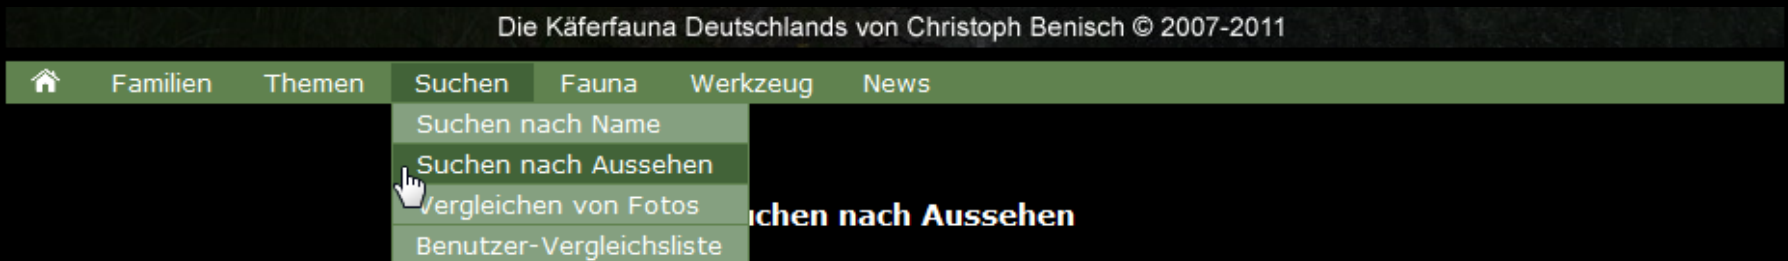 Die Käferfauna Deutschlands von Christoph Benisch © 2007-2011
Familien Themen Suchen Fauna Werkzeug News
Suchen nach Name
Suchen nach Aussehen
Vergleichen von Fotos
uchen nach Aussehen
Benutzer-Vergleichsliste